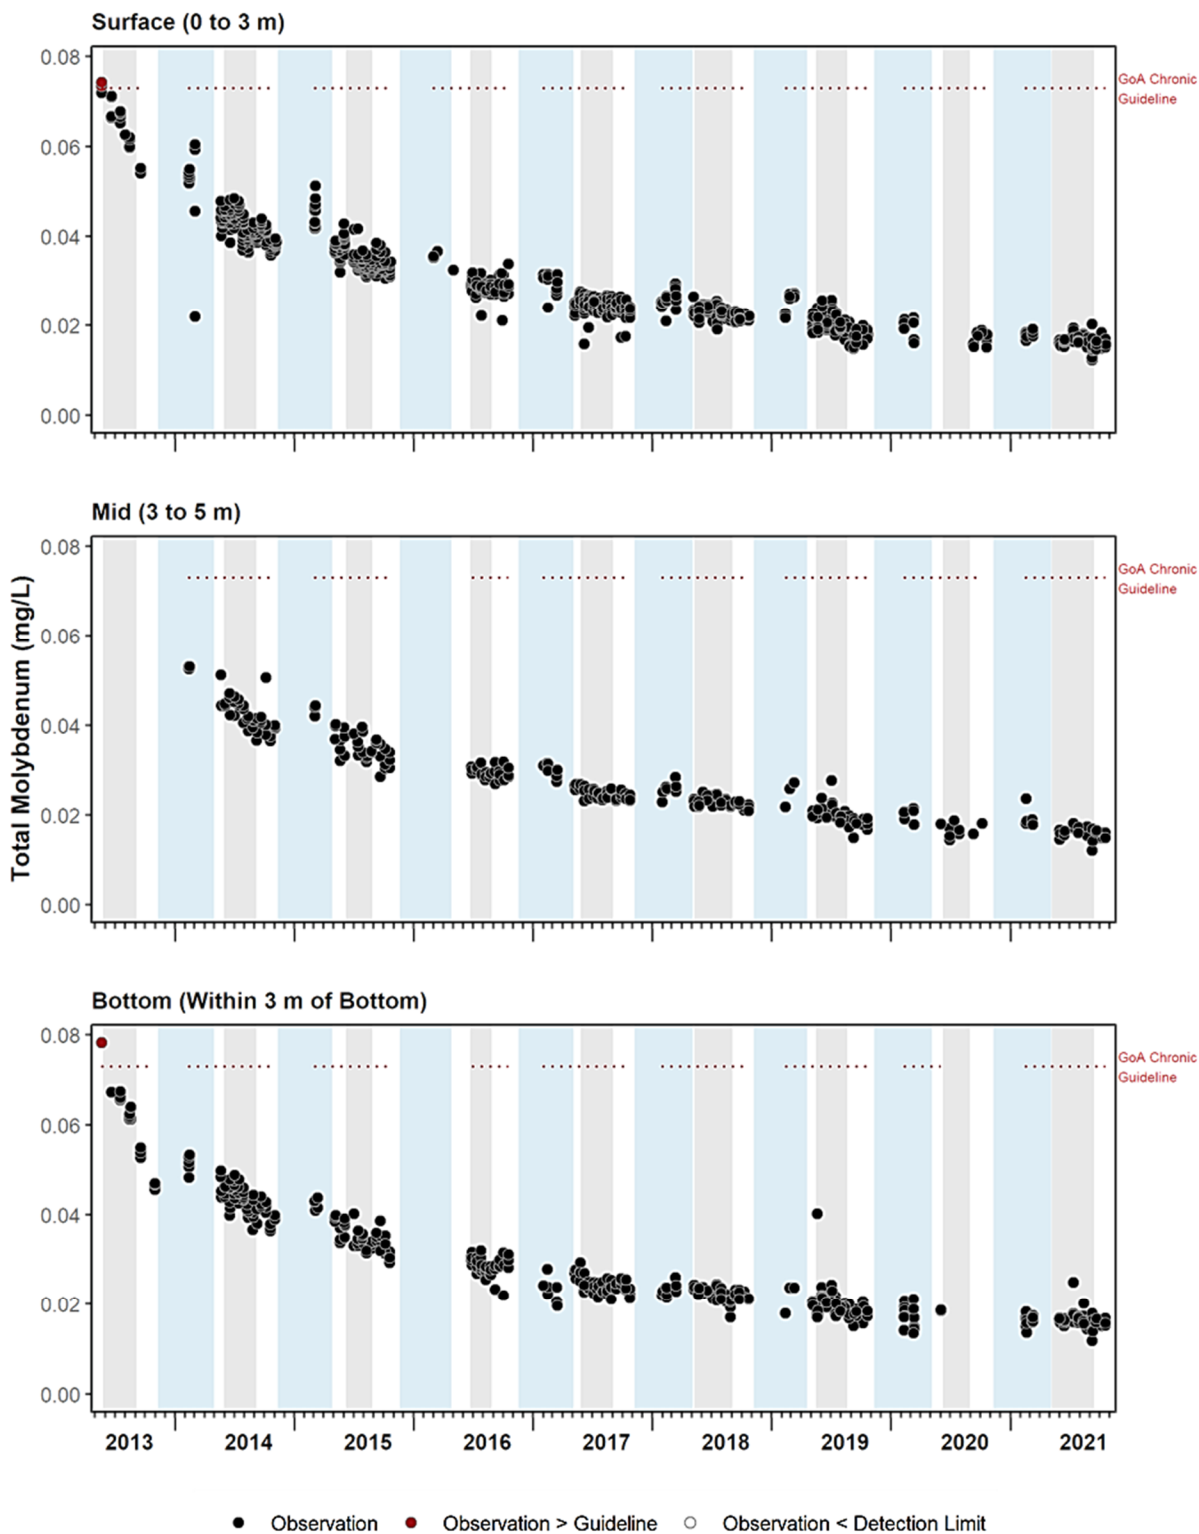 Surface (0 to 3 m)
0.08
0.06
0.04
0.02
0.00
GoA Chronic
Guideline
Mid (3 to 5 m)
0.08
0.06
0.04
0.02
0.00
GoA Chronic
Guideline
Total Molybdenum (mg/L)
Bottom (Within 3 m of Bottom)
0.08
0.06
0.04
0.02
0.00
GoA Chronic
Guideline
2013 2014 2015 2016 2017 2018 2019 2020 2021
Observation Observation > Guideline Observation < Detection Limit